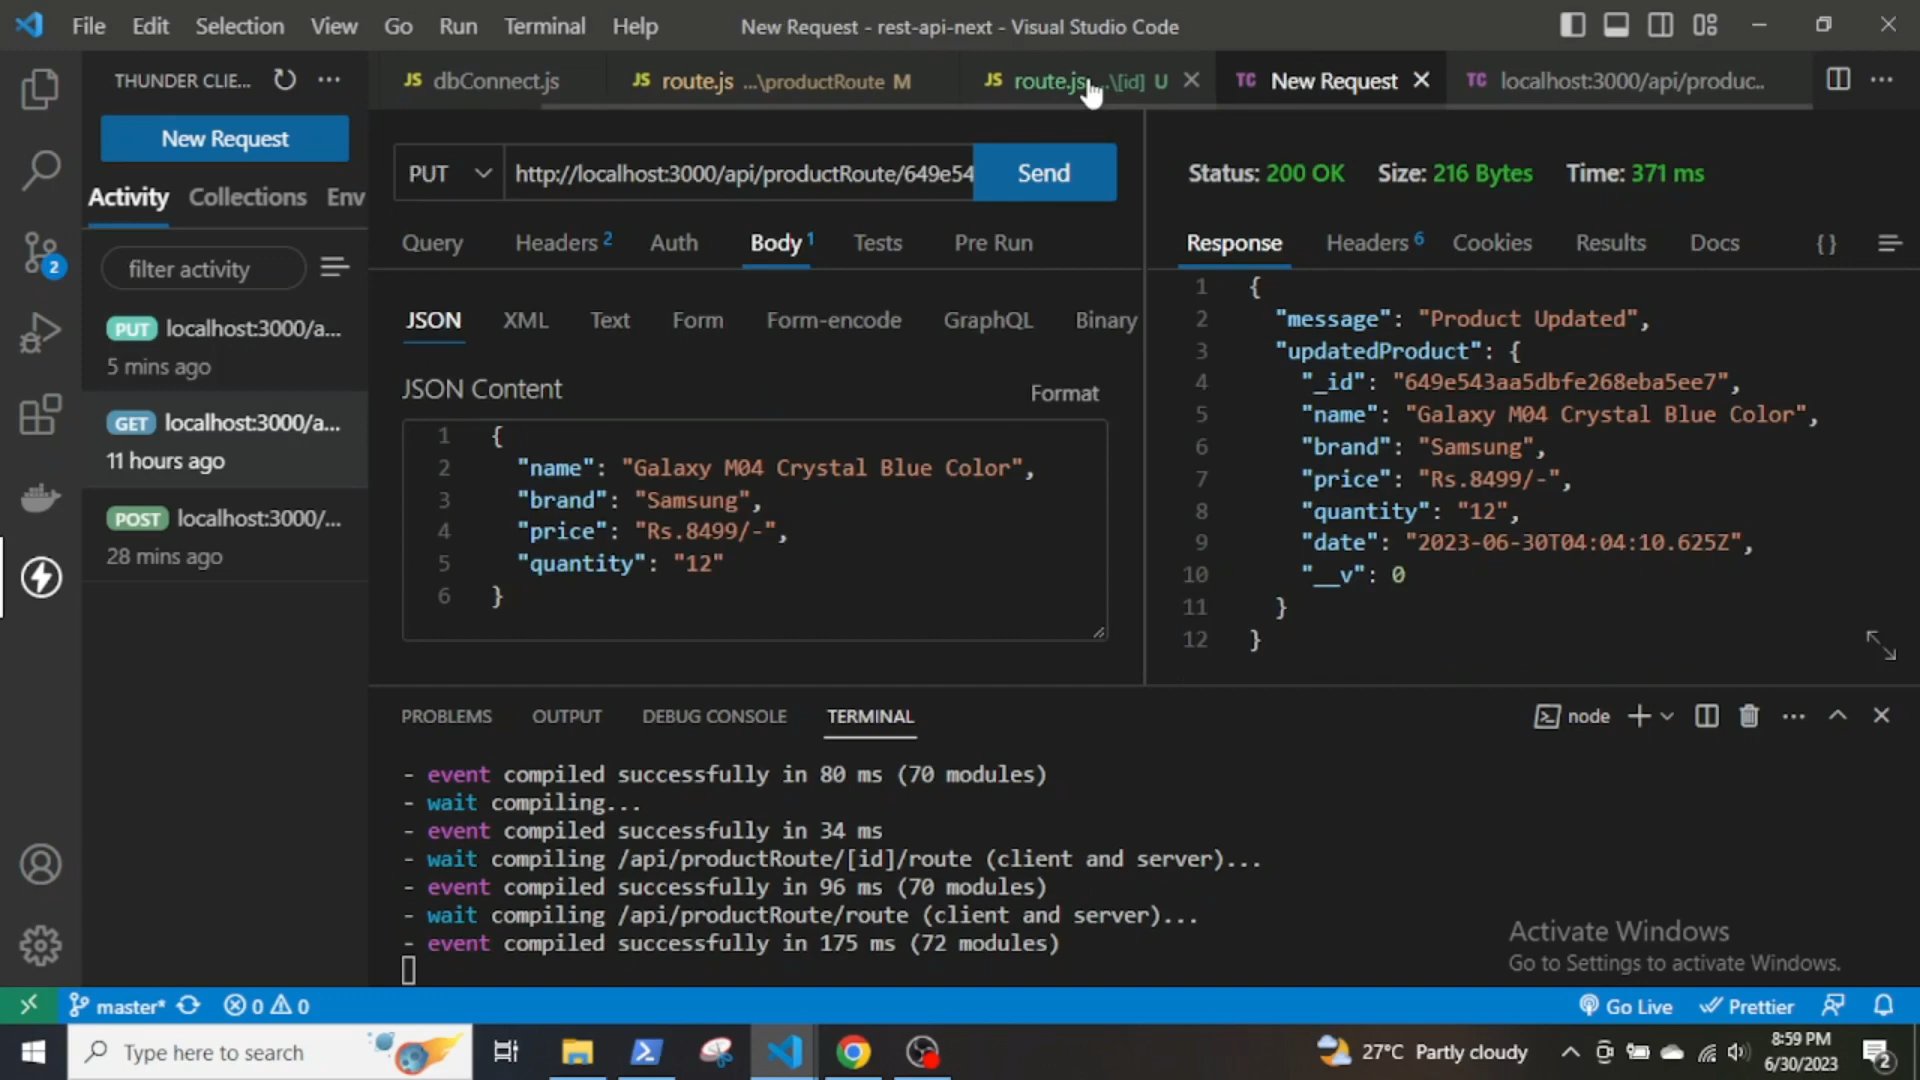 File Edit Selection View Go Run Terminal Help New Request - rest-api-next - Visual Studio Code
THUNDER CLIE... ···
JS dbConnect.js JS route.js ...\productRoute M JS route.js ...\[id] U TC New Request TC localhost:3000/api/produc... ···
New Request
Activity Collections Env
filter activity
PUT localhost:3000/a...
5 mins ago
GET localhost:3000/a...
11 hours ago
POST localhost:3000/...
28 mins ago
PUT http://localhost:3000/api/productRoute/649e54 Send
Query Headers 2 Auth Body 1 Tests Pre Run
JSON XML Text Form Form-encode GraphQL Binary
JSON Content Format
1 {
2 "name": "Galaxy M04 Crystal Blue Color",
3 "brand": "Samsung",
4 "price": "Rs.8499/-",
5 "quantity": "12"
6 }
Status: 200 OK Size: 216 Bytes Time: 371 ms
Response Headers 6 Cookies Results Docs { }
1 {
2 "message": "Product Updated",
3 "updatedProduct": {
4 "_id": "649e543aa5dbfe268eba5ee7",
5 "name": "Galaxy M04 Crystal Blue Color",
6 "brand": "Samsung",
7 "price": "Rs.8499/-",
8 "quantity": "12",
9 "date": "2023-06-30T04:04:10.625Z",
10 "__v": 0
11 }
12 }
PROBLEMS OUTPUT DEBUG CONSOLE TERMINAL node ···
- event compiled successfully in 80 ms (70 modules)
- wait compiling...
- event compiled successfully in 34 ms
- wait compiling /api/productRoute/[id]/route (client and server)...
- event compiled successfully in 96 ms (70 modules)
- wait compiling /api/productRoute/route (client and server)...
- event compiled successfully in 175 ms (72 modules)
Activate Windows
Go to Settings to activate Windows.
2
master* 0 0 Go Live Prettier
Type here to search 27°C Partly cloudy 8:59 PM
6/30/2023 2